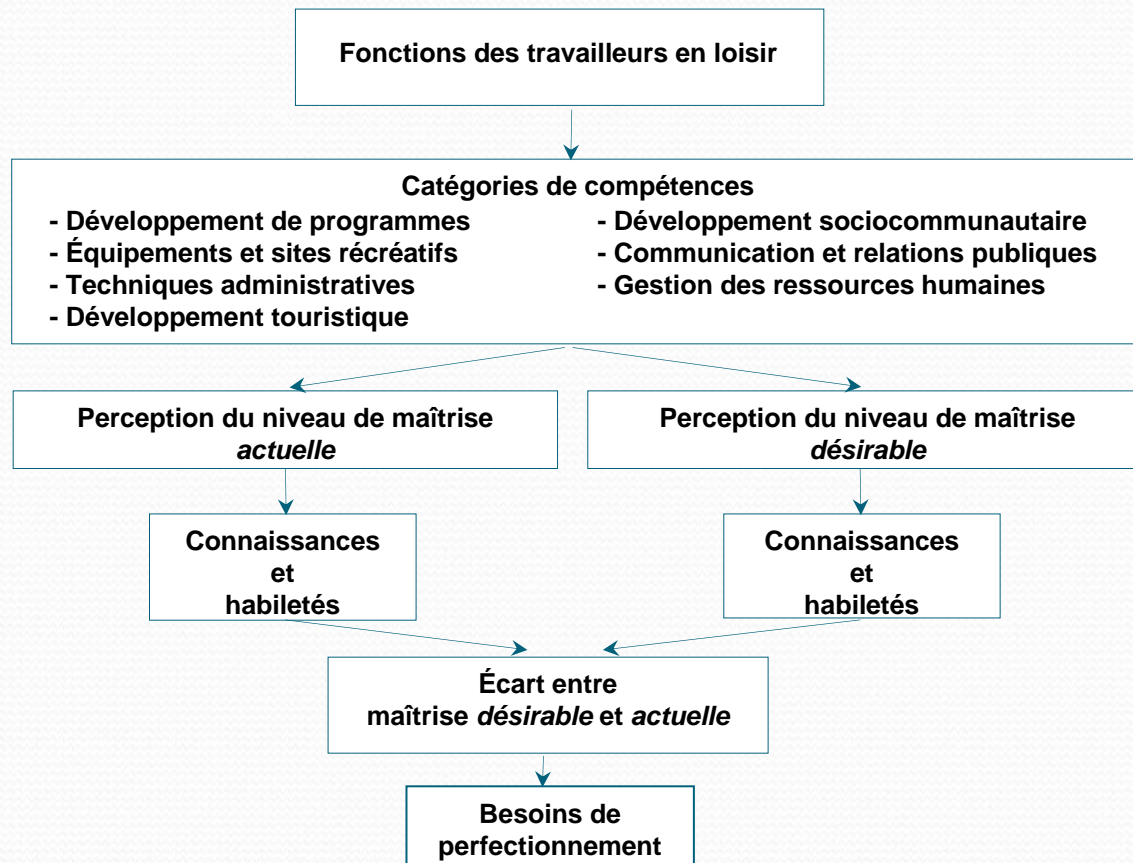 Fonctions des travailleurs en loisir
Catégories de compétences
- Développement de programmes
- Équipements et sites récréatifs
- Techniques administratives
- Développement touristique
- Développement sociocommunautaire
- Communication et relations publiques
- Gestion des ressources humaines
Perception du niveau de maîtrise
actuelle
Perception du niveau de maîtrise
désirable
Connaissances
et
habiletés
Connaissances
et
habiletés
Écart entre
maîtrise désirable et actuelle
Besoins de
perfectionnement